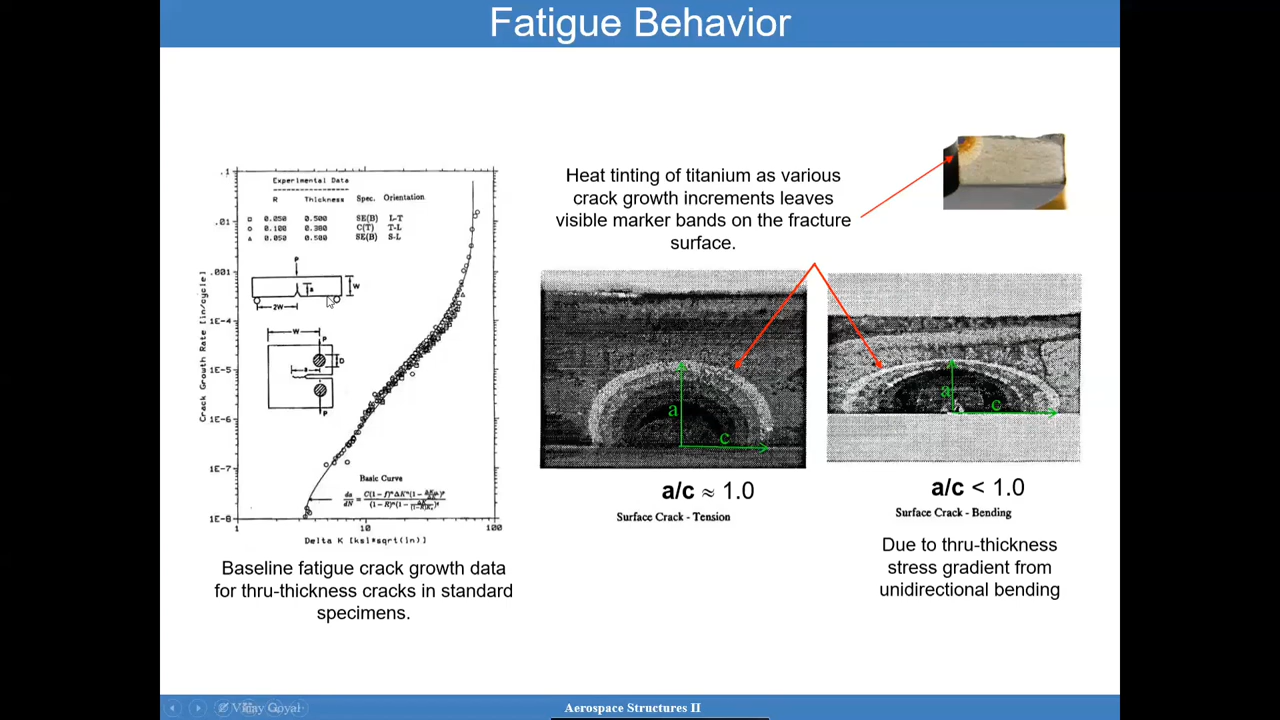 Fatigue Behavior
.1
.01
.001
1E-4
1E-5
1E-6
1E-7
1E-8
Crack Growth Rate [in/cycle]
Experimental Data
R Thickness Spec. Orientation
0.050 0.500 SE(B) L-T
0.100 0.380 C(T) T-L
0.050 0.500 SE(B) S-L
P
a
W
2W
W
P
D
a
P
Basic Curve
1 10 100
Delta K [ksi*sqrt(in)]
Baseline fatigue crack growth data
for thru-thickness cracks in standard
specimens.
Heat tinting of titanium as various
crack growth increments leaves
visible marker bands on the fracture
surface.
a
c
a/c ≈ 1.0
Surface Crack - Tension
a
c
a/c < 1.0
Surface Crack - Bending
Due to thru-thickness
stress gradient from
unidirectional bending
Vijay Goyal
Aerospace Structures II